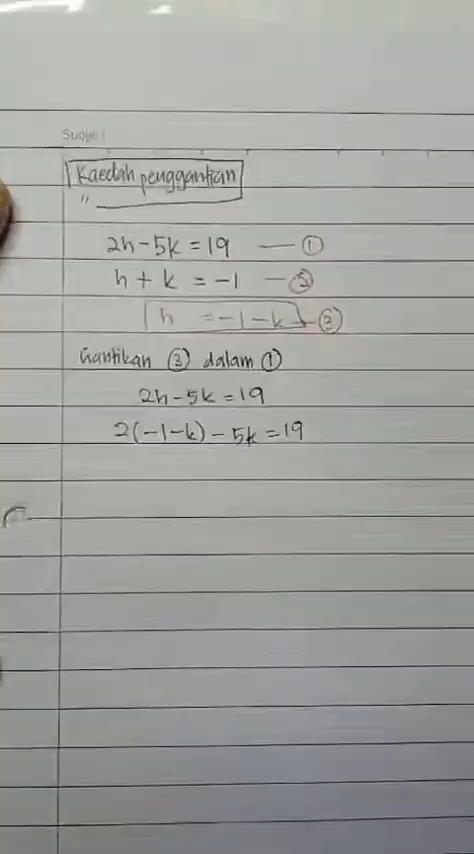 Kaedah penggantian
2h - 5k = 19 — ①
h + k = -1 — ②
h = -1 - k — ③
Gantikan ③ dalam ①
2h - 5k = 19
2(-1-k) - 5k = 19